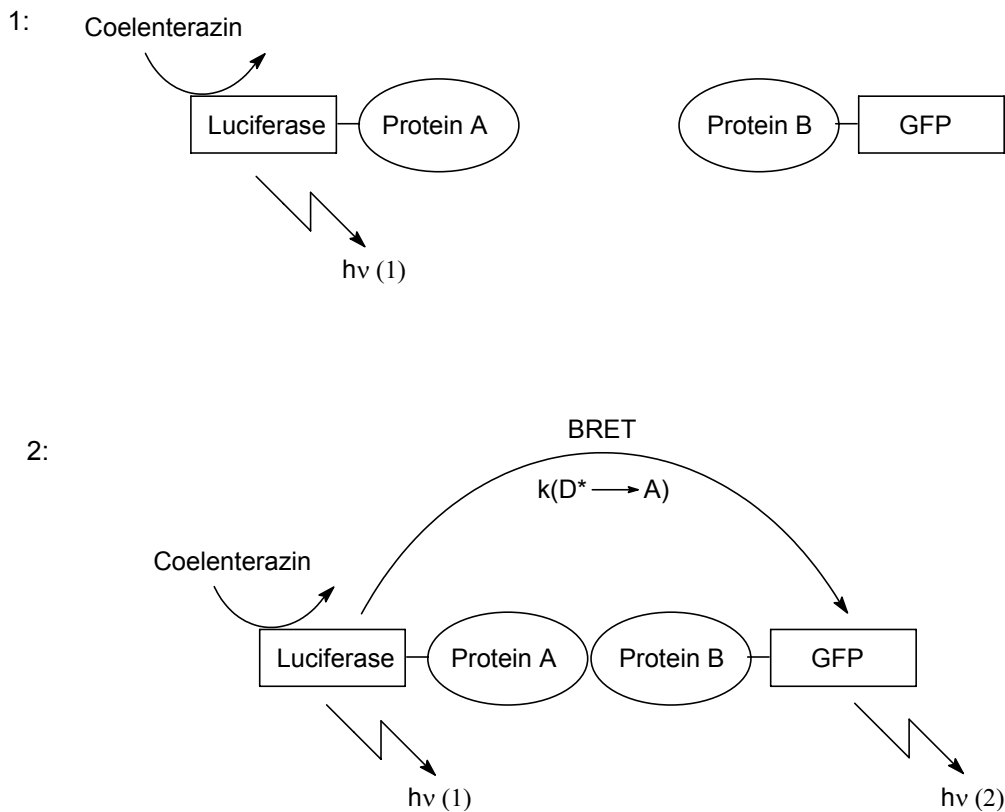 1:
Coelenterazin
Luciferase Protein A Protein B GFP
hν (1)
2:
BRET
k(D* ⟶ A)
Coelenterazin
Luciferase Protein A Protein B GFP
hν (1) hν (2)